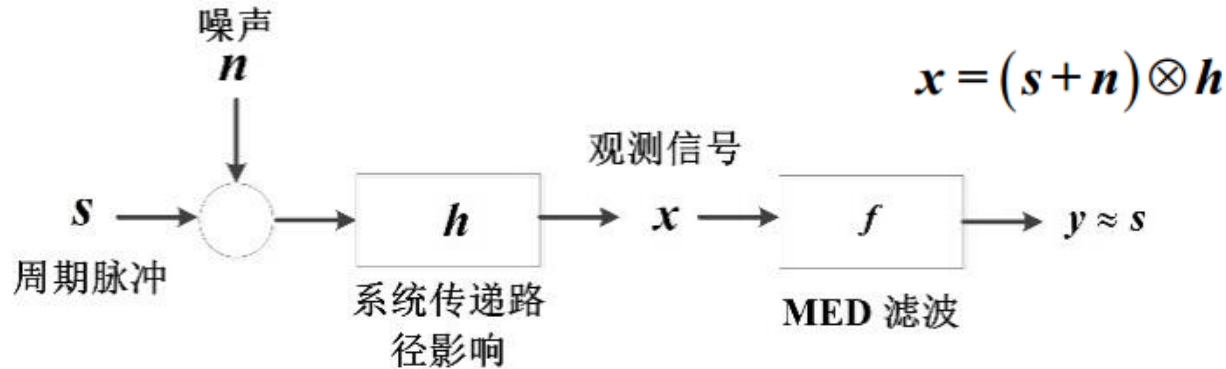 噪声
n
x = (s + n) ⊗ h
观测信号
s
h
x
f
y ≈ s
周期脉冲
系统传递路
径影响
MED 滤波